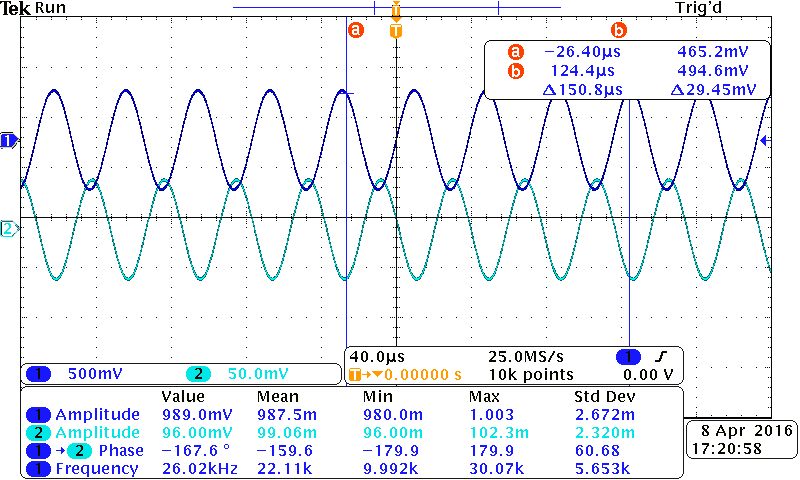 Tek Run T Trig'd
a T b
a −26.40µs 465.2mV
b 124.4µs 494.6mV
Δ150.8µs Δ29.45mV
1
2
1 500mV 2 50.0mV
40.0µs 25.0MS/s 1
T 0.00000 s 10k points 0.00 V
Value Mean Min Max Std Dev
1 Amplitude 989.0mV 987.5m 980.0m 1.003 2.672m
2 Amplitude 96.00mV 99.06m 96.00m 102.3m 2.320m
1 → 2 Phase −167.6 ° −159.6 −179.9 179.9 60.68
1 Frequency 26.02kHz 22.11k 9.992k 30.07k 5.653k
8 Apr 2016
17:20:58